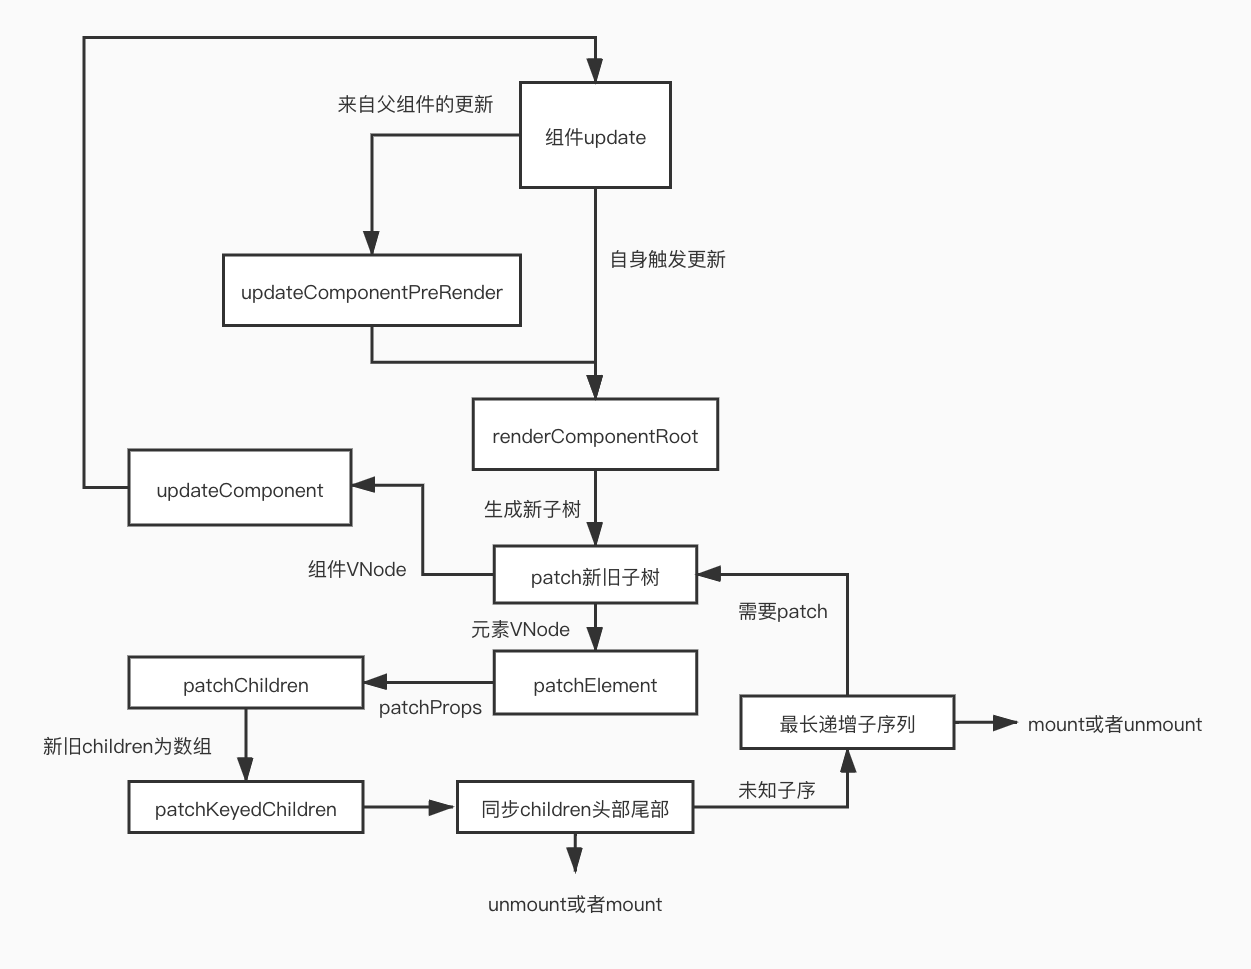 来自父组件的更新
组件update
自身触发更新
updateComponentPreRender
renderComponentRoot
updateComponent
生成新子树
组件VNode
patch新旧子树
需要patch
元素VNode
patchChildren
patchElement
patchProps
最长递增子序列
mount或者unmount
新旧children为数组
未知子序
patchKeyedChildren
同步children头部尾部
unmount或者mount